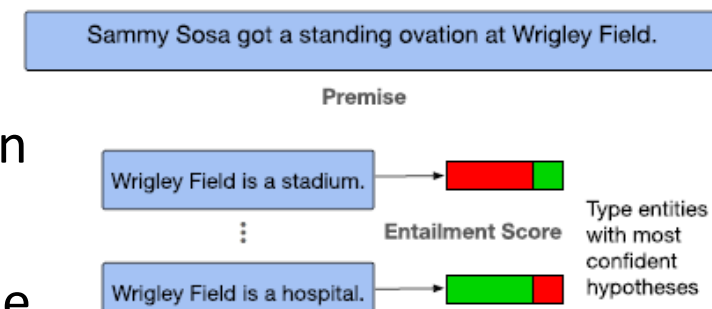 Sammy Sosa got a standing ovation at Wrigley Field.
Premise
n
Wrigley Field is a stadium.
Entailment Score
Type entities
with most
confident
hypotheses
e
Wrigley Field is a hospital.